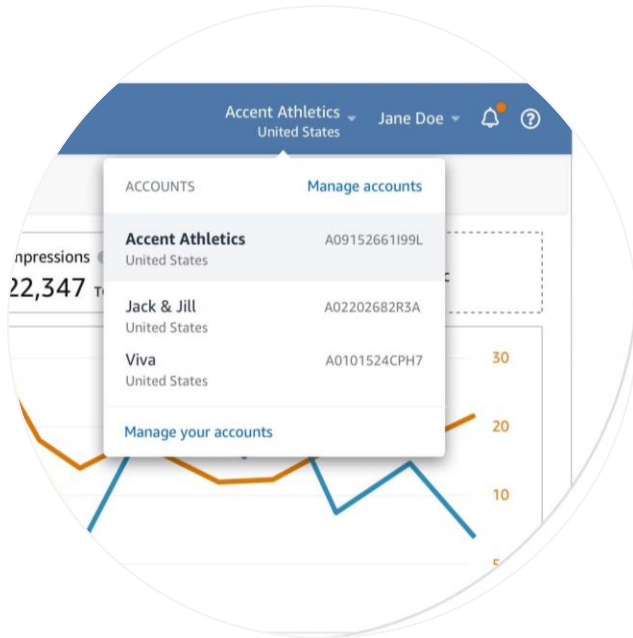 Accent Athletics
United States
Jane Doe
ACCOUNTS
Manage accounts
Accent Athletics
A09152661I99L
United States
Jack & Jill
A02202682R3A
United States
Viva
A0101524CPH7
United States
Manage your accounts
22,347
30
20
10